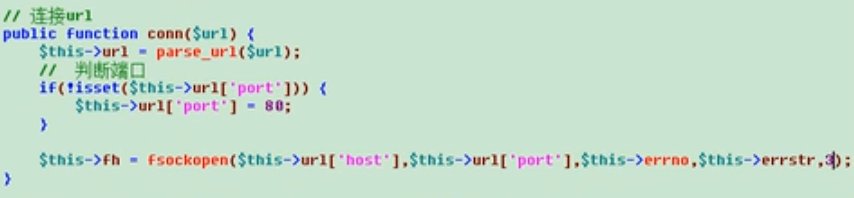 // 连接url
public function conn($url) {
$this->url = parse_url($url);
// 判断端口
if(!isset($this->url['port'])) {
$this->url['port'] = 80;
}
$this->fh = fsockopen($this->url['host'],$this->url['port'],$this->errno,$this->errstr,3);
}